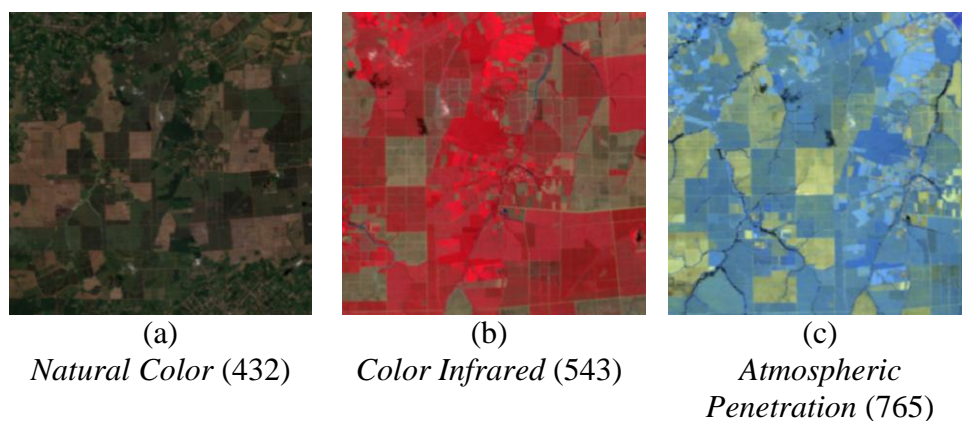 (a)
Natural Color (432)
(b)
Color Infrared (543)
(c)
Atmospheric
Penetration (765)